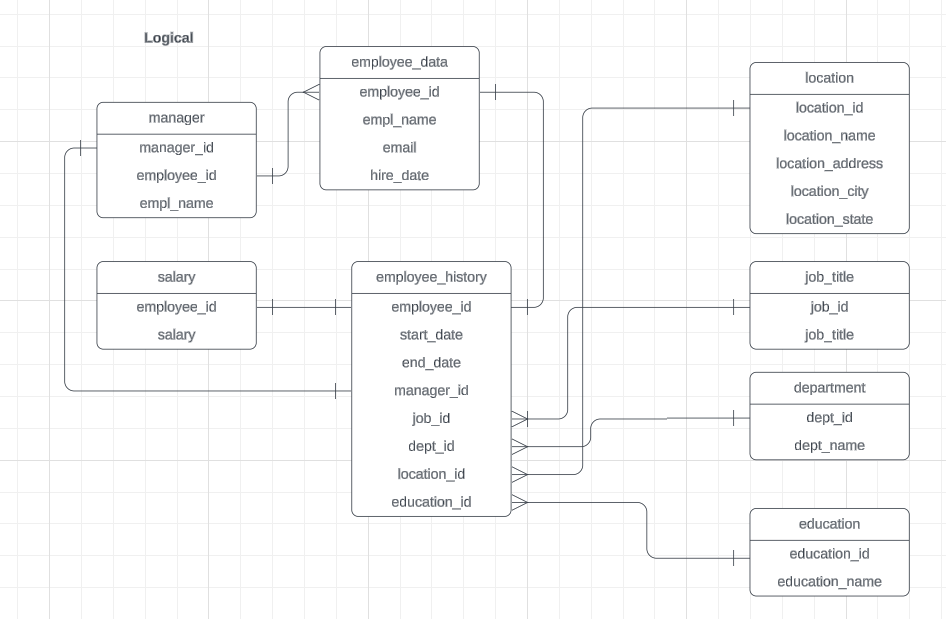 Logical
employee_data
employee_id
empl_name
email
hire_date
manager
manager_id
employee_id
empl_name
location
location_id
location_name
location_address
location_city
location_state
salary
employee_id
salary
employee_history
employee_id
start_date
end_date
manager_id
job_id
dept_id
location_id
education_id
job_title
job_id
job_title
department
dept_id
dept_name
education
education_id
education_name